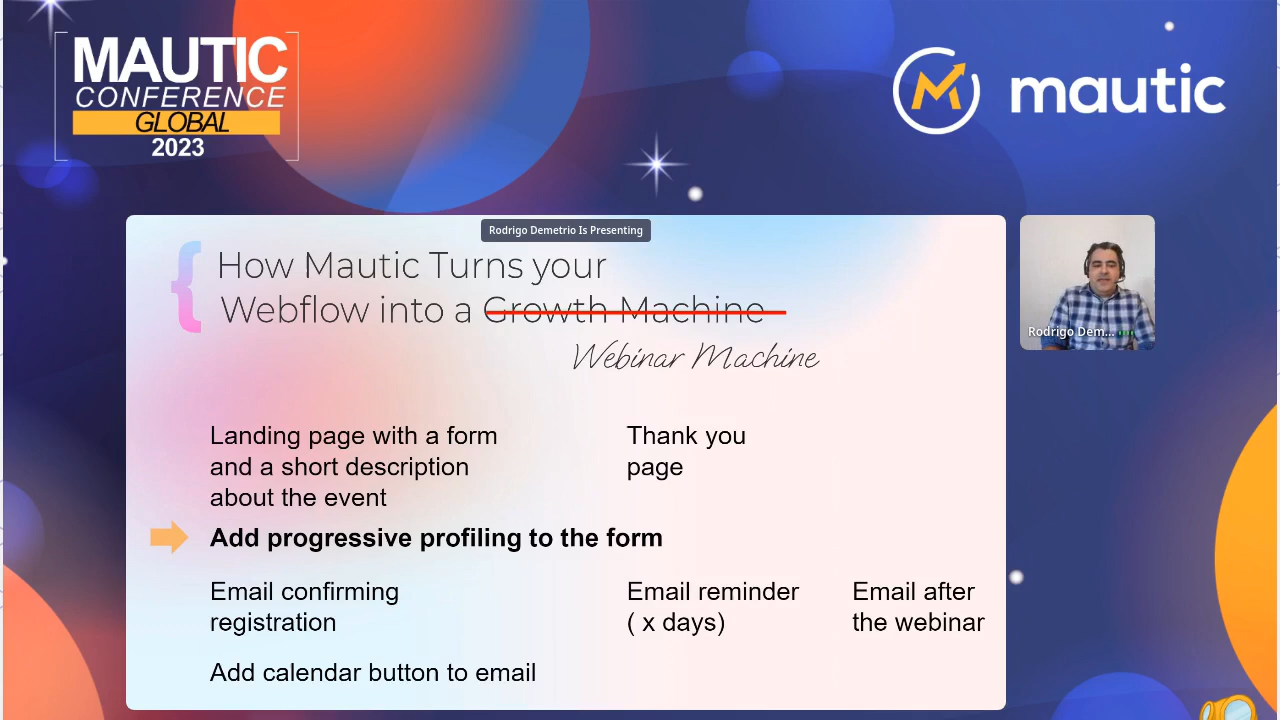 MAUTIC
CONFERENCE
GLOBAL
2023
mautic
Rodrigo Demetrio Is Presenting
{ How Mautic Turns your
Webflow into a Growth Machine
Webinar Machine
Rodrigo Dem...
Landing page with a form
and a short description
about the event
Thank you
page
Add progressive profiling to the form
Email confirming
registration
Email reminder
( x days)
Email after
the webinar
Add calendar button to email